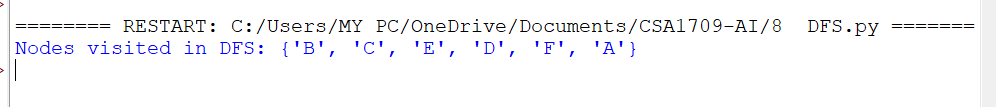 ======== RESTART: C:/Users/MY PC/OneDrive/Documents/CSA1709-AI/8  DFS.py =======
Nodes visited in DFS: {'B', 'C', 'E', 'D', 'F', 'A'}